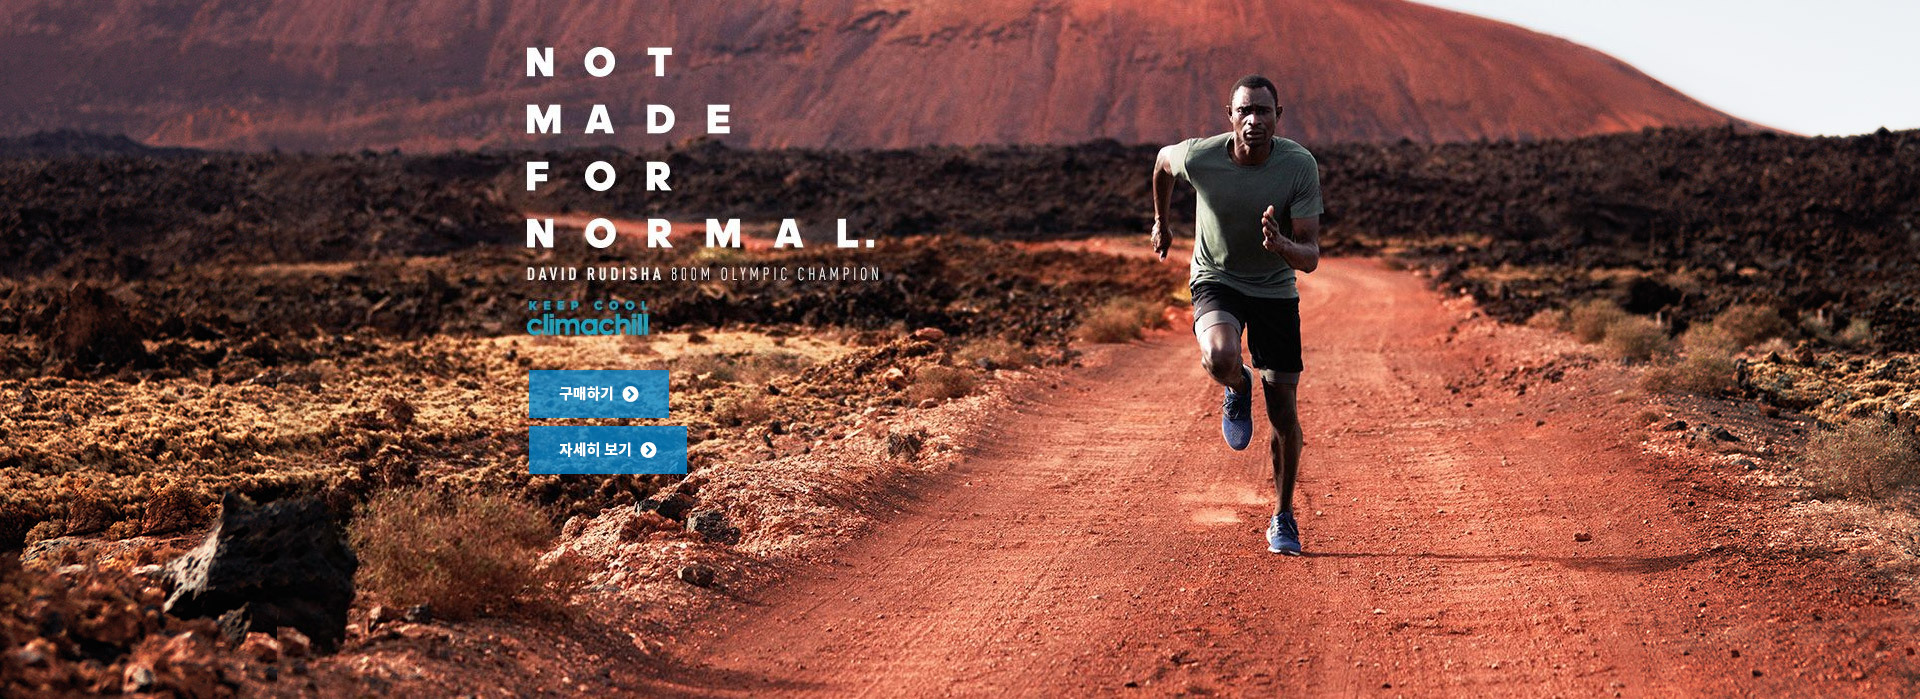 NOT
MADE
FOR
NORMAL.
DAVID RUDISHA 800M OLYMPIC CHAMPION
KEEP COOL
climachill
구매하기
자세히 보기